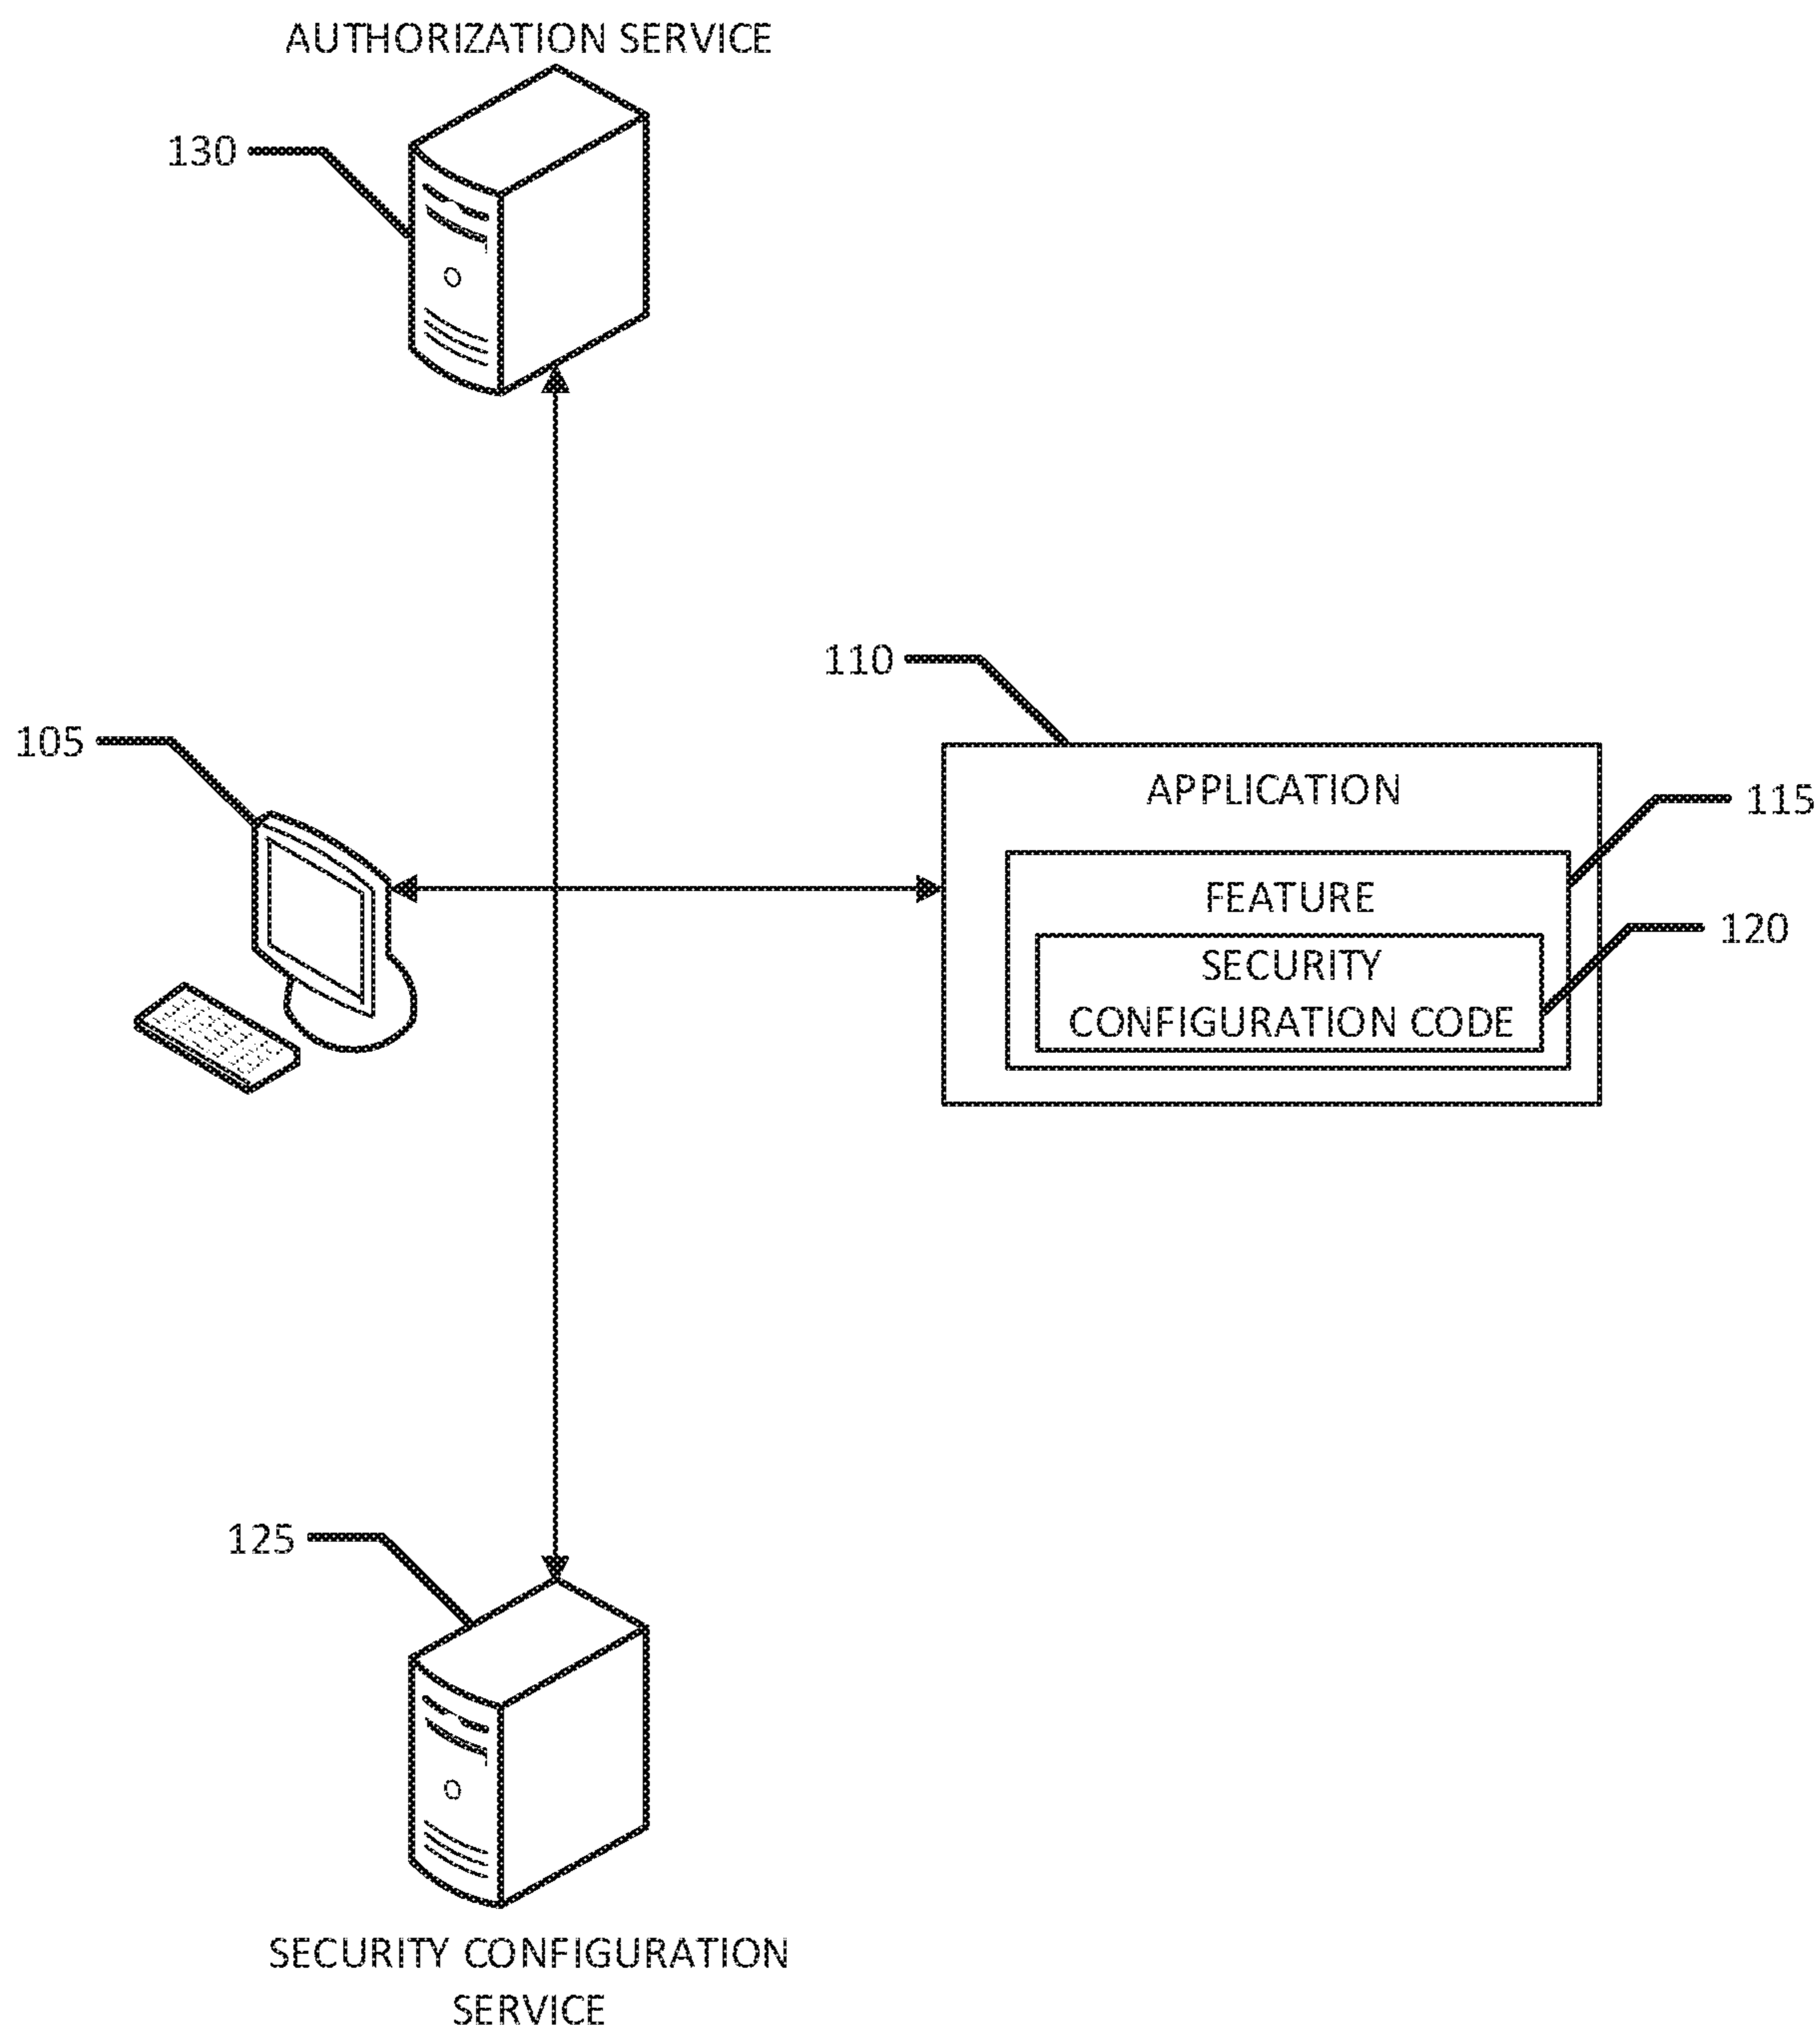 AUTHORIZATION SERVICE
130
110
105
APPLICATION
115
FEATURE
120
SECURITY
CONFIGURATION CODE
125
SECURITY CONFIGURATION
SERVICE